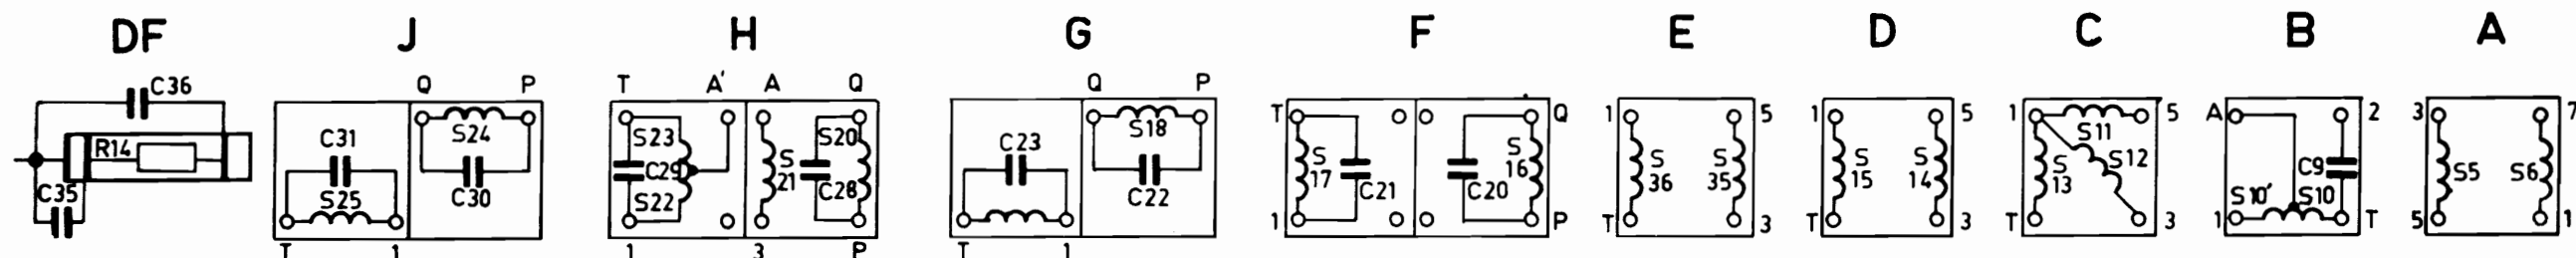 DF J H G F E D C B A
C36
R14
C35
Q P
C31 S24
S25 C30
T 1
T A' A Q
S23 S20
C29 S 21
S22 C28
1 3 P
Q P
C23 S18
C22
T 1
T Q
S 17 S 16
C21 C20
1 P
1 5
S 36 S 35
T 3
1 5
S 15 S 14
T 3
1 5
S11
S 13 S12
T 3
A 2
C9
S10' S10
1 T
3 7
S5 S6
5 1